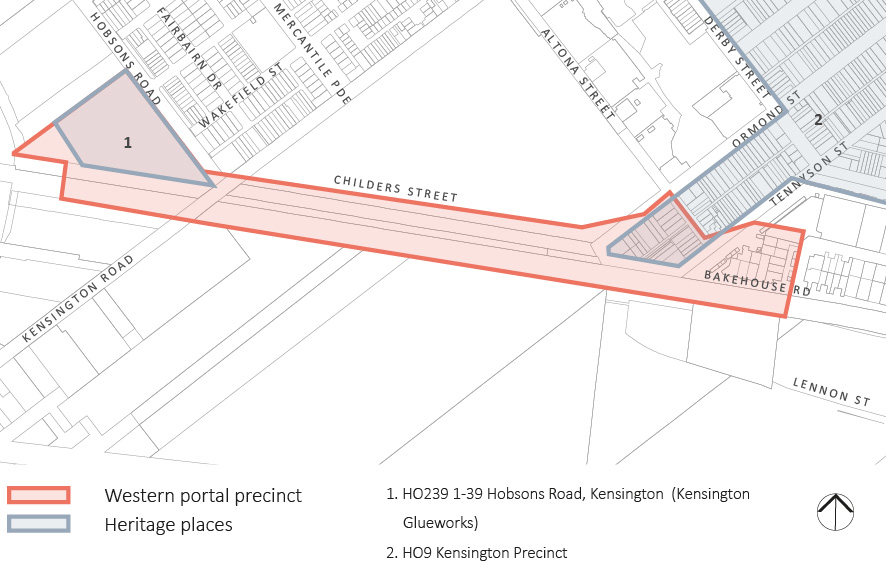 HOBSONS ROAD
FAIRBAIRN DR
WAKEFIELD ST
MERCANTILE PDE
ALTONA STREET
DERBY STREET
ORMOND ST
2
TENNYSON ST
1
CHILDERS STREET
KENSINGTON ROAD
BAKEHOUSE RD
LENNON ST
Western portal precinct
Heritage places
1. HO239 1-39 Hobsons Road, Kensington (Kensington
Glueworks)
2. HO9 Kensington Precinct